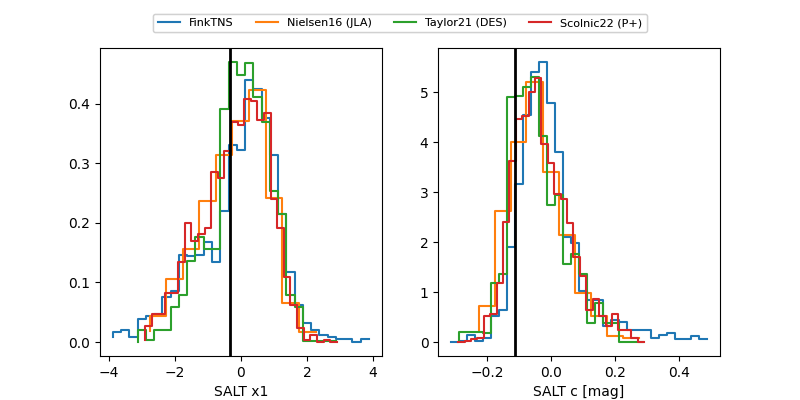 FinkTNS Nielsen16 (JLA) Taylor21 (DES) Scolnic22 (P+)
0.4
0.3
0.2
0.1
0.0
−4 −2 0 2 4
SALT x1
5
4
3
2
1
0
−0.2 0.0 0.2 0.4
SALT c [mag]